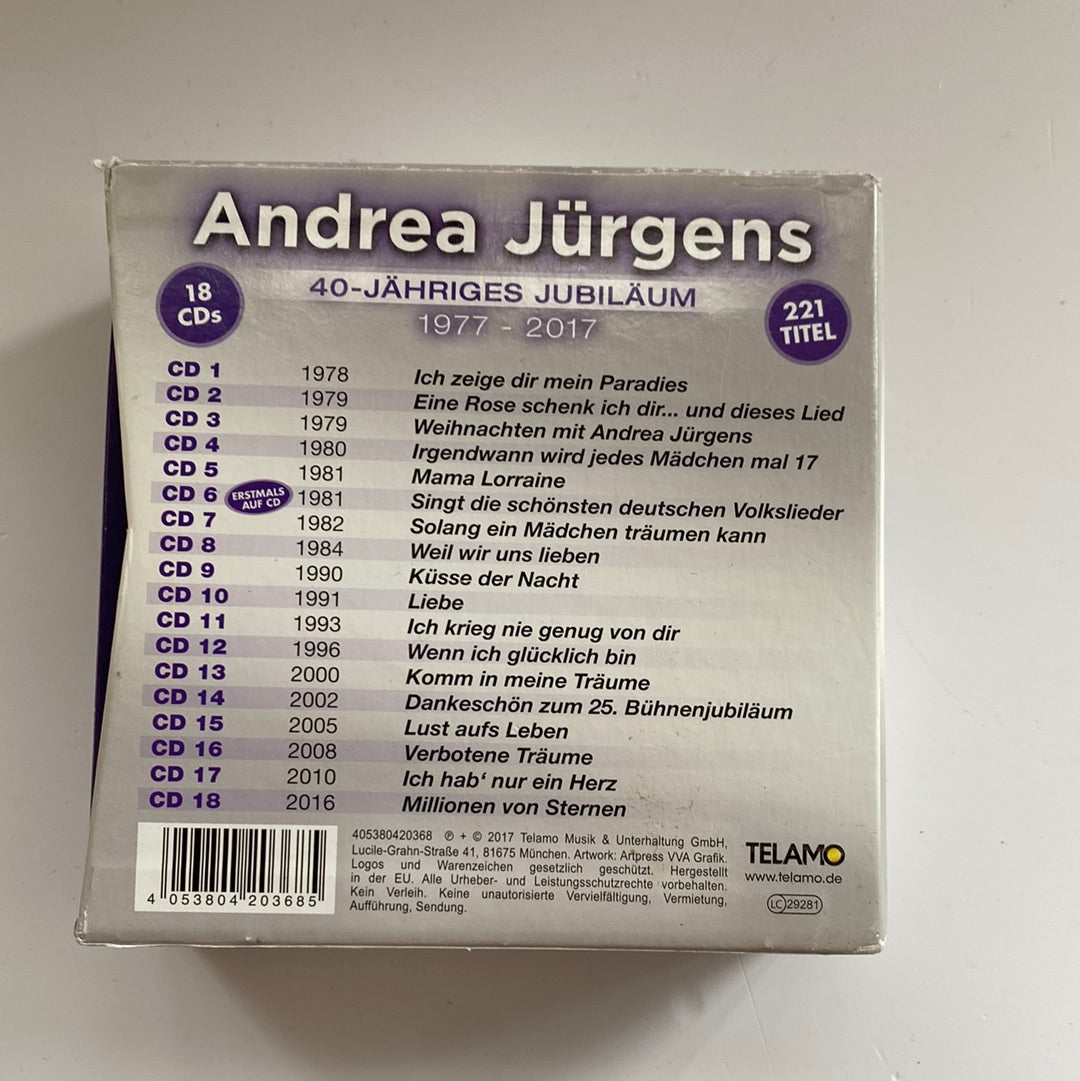 Andrea Jürgens
18 CDs
40-JÄHRIGES JUBILÄUM
1977 - 2017
221 TITEL
CD 1 1978 Ich zeige dir mein Paradies
CD 2 1979 Eine Rose schenk ich dir... und dieses Lied
CD 3 1979 Weihnachten mit Andrea Jürgens
CD 4 1980 Irgendwann wird jedes Mädchen mal 17
CD 5 1981 Mama Lorraine
CD 6 ERSTMALS AUF CD 1981 Singt die schönsten deutschen Volkslieder
CD 7 1982 Solang ein Mädchen träumen kann
CD 8 1984 Weil wir uns lieben
CD 9 1990 Küsse der Nacht
CD 10 1991 Liebe
CD 11 1993 Ich krieg nie genug von dir
CD 12 1996 Wenn ich glücklich bin
CD 13 2000 Komm in meine Träume
CD 14 2002 Dankeschön zum 25. Bühnenjubiläum
CD 15 2005 Lust aufs Leben
CD 16 2008 Verbotene Träume
CD 17 2010 Ich hab‘ nur ein Herz
CD 18 2016 Millionen von Sternen
4 053804 203685
405380420368 ℗ + © 2017 Telamo Musik & Unterhaltung GmbH,
Lucile-Grahn-Straße 41, 81675 München. Artwork: Artpress VVA Grafik.
Logos und Warenzeichen gesetzlich geschützt. Hergestellt
in der EU. Alle Urheber- und Leistungsschutzrechte vorbehalten.
Kein Verleih. Keine unautorisierte Vervielfältigung, Vermietung,
Aufführung, Sendung.
TELAMO
www.telamo.de
LC 29281